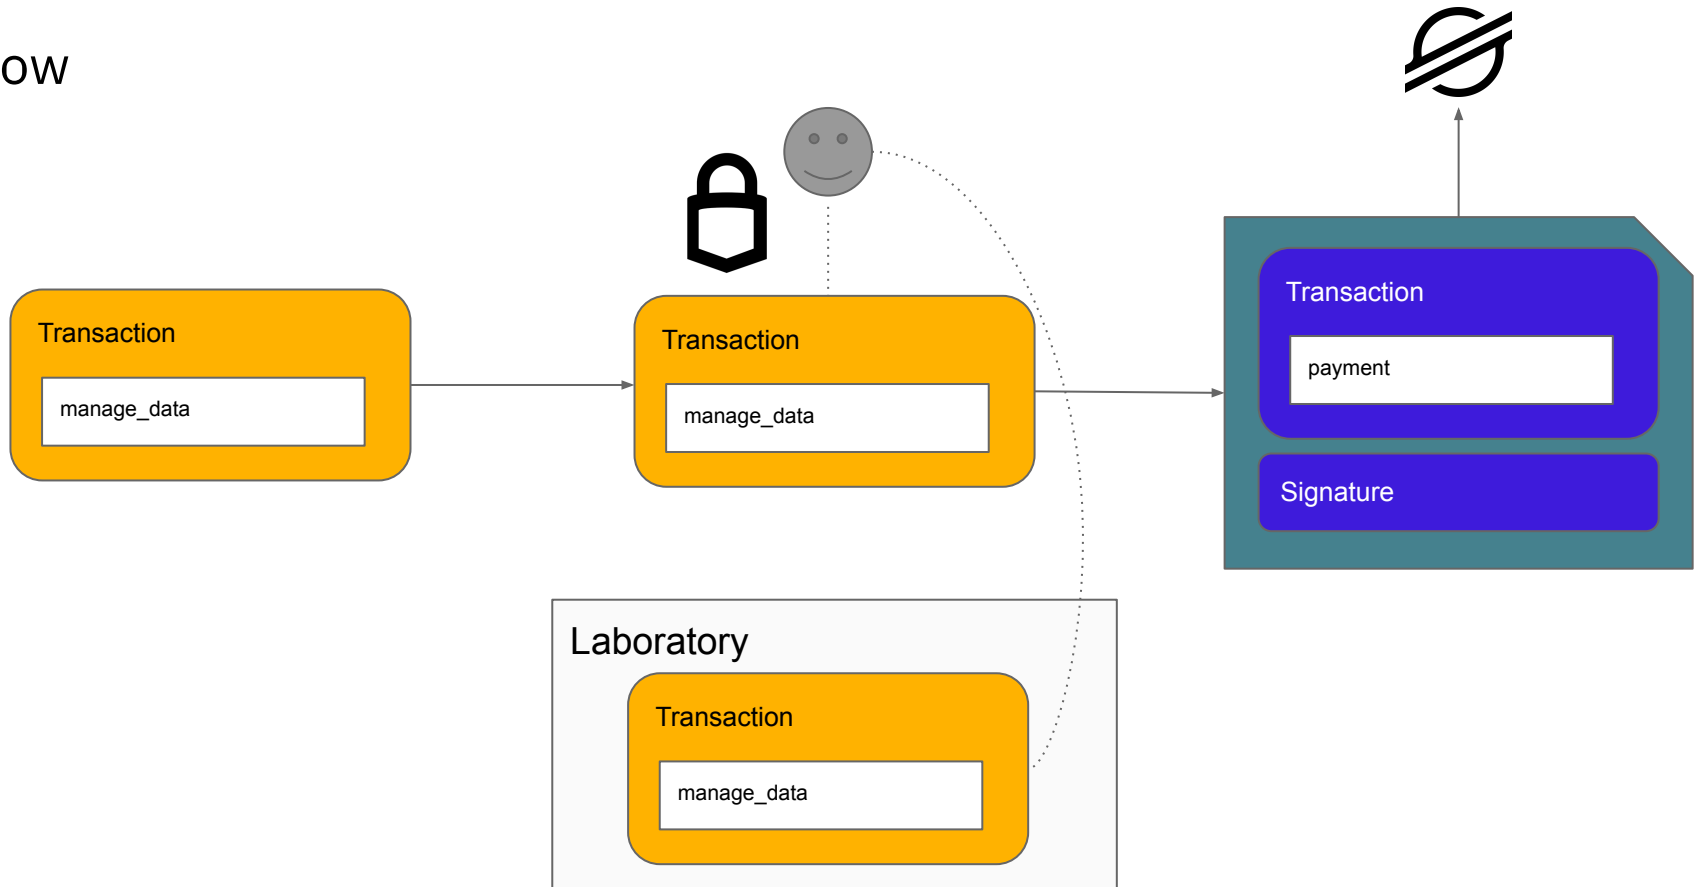 ow
Transaction
manage_data
Transaction
manage_data
Transaction
payment
Signature
Laboratory
Transaction
manage_data